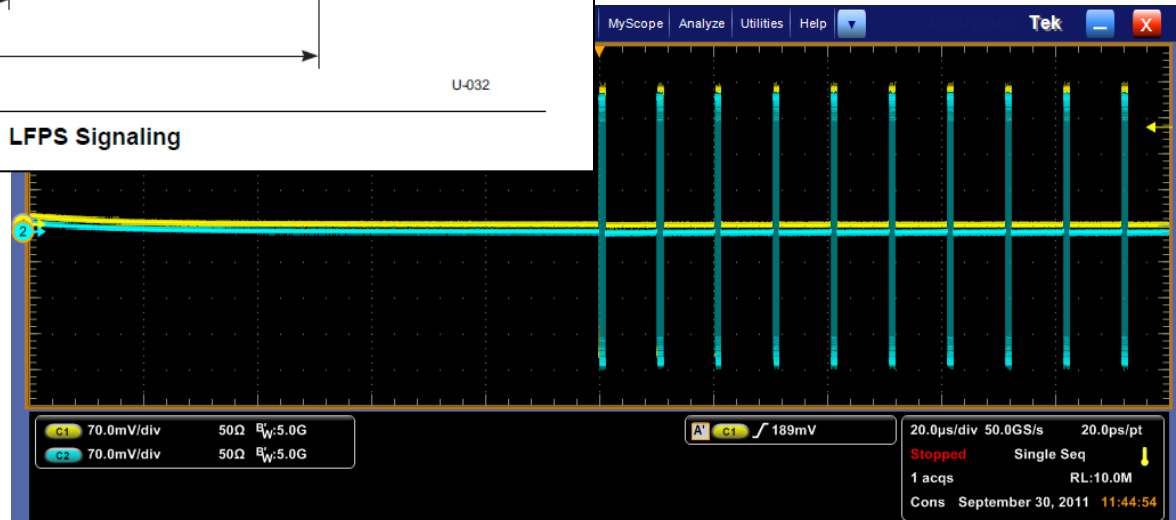 U-032
LFPS Signaling
MyScope Analyze Utilities Help Tek X
2
C1 70.0mV/div 50Ω BW:5.0G
C2 70.0mV/div 50Ω BW:5.0G
A' C1 189mV
20.0µs/div 50.0GS/s 20.0ps/pt
Stopped Single Seq
1 acqs RL:10.0M
Cons September 30, 2011 11:44:54